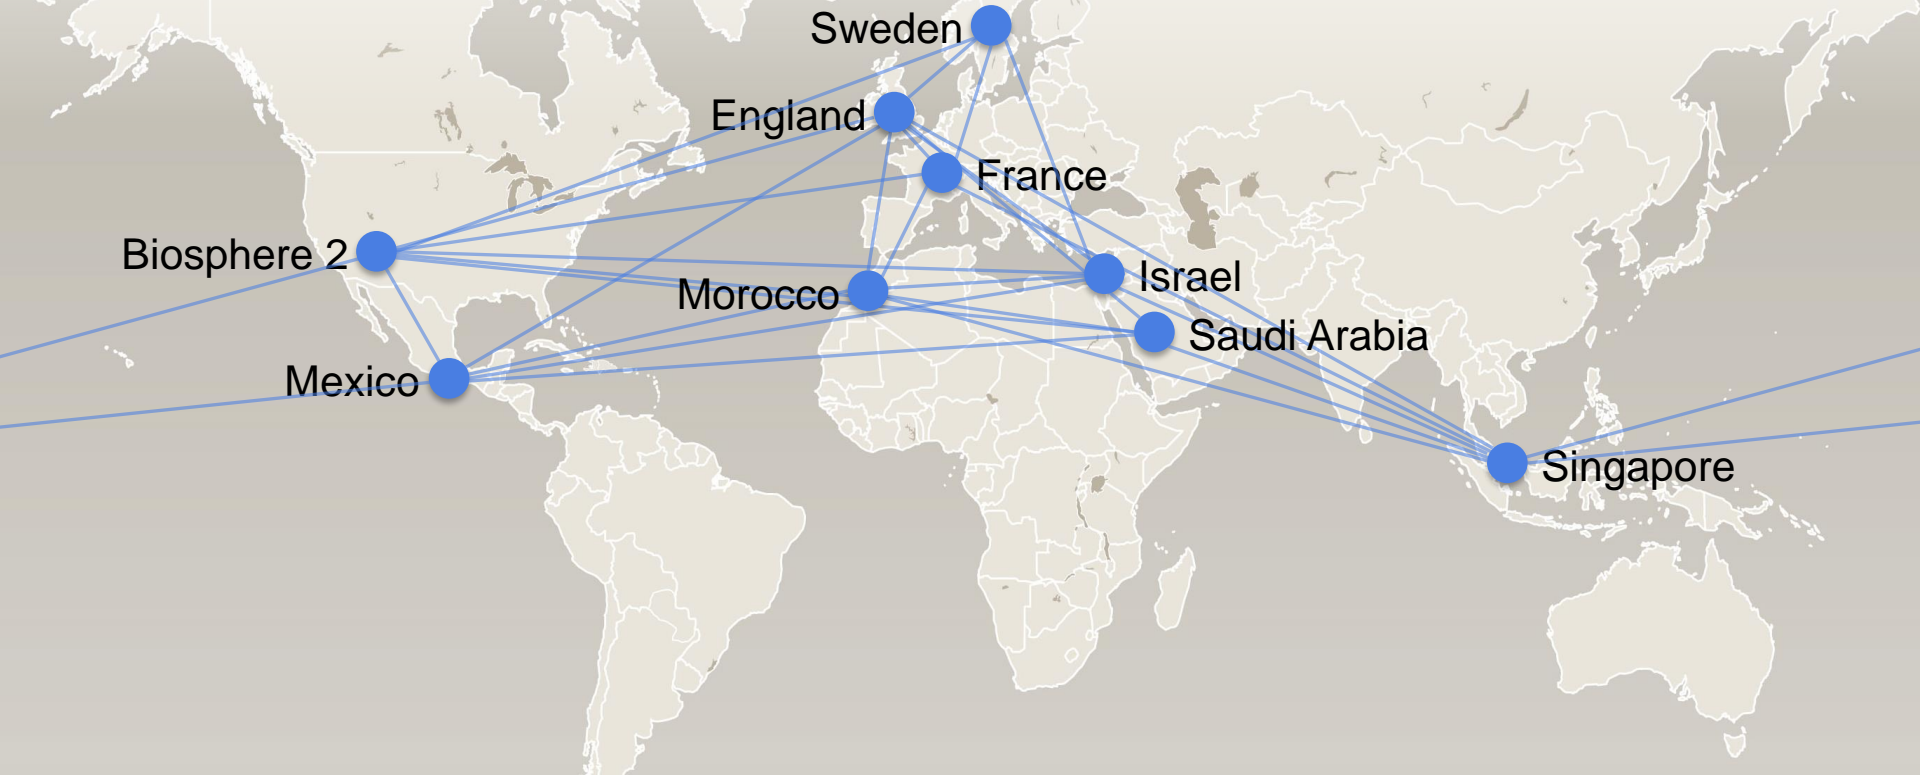 Sweden
England
France
Biosphere 2
Israel
Morocco
Saudi Arabia
Mexico
Singapore